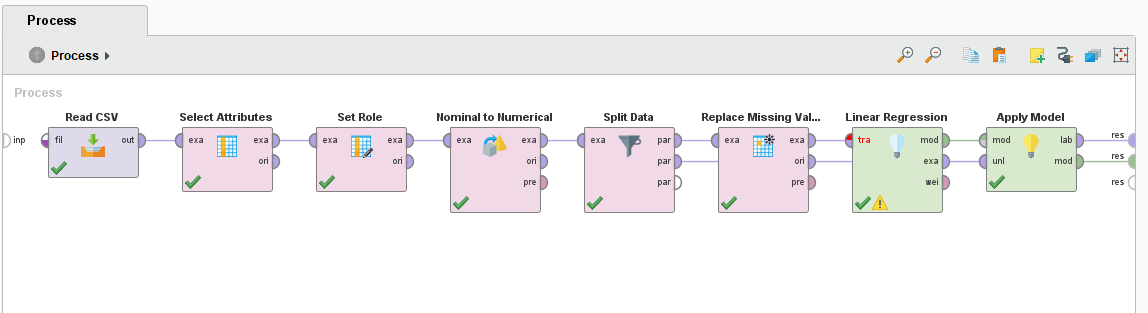 Process
Process
Process
Read CSV
Select Attributes
Set Role
Nominal to Numerical
Split Data
Replace Missing Val...
Linear Regression
Apply Model
inp
fil out
exa exa
ori
exa exa
ori
exa exa
ori
pre
exa par
par
par
exa exa
ori
pre
tra mod
exa
wei
mod lab
unl mod
res
res
res